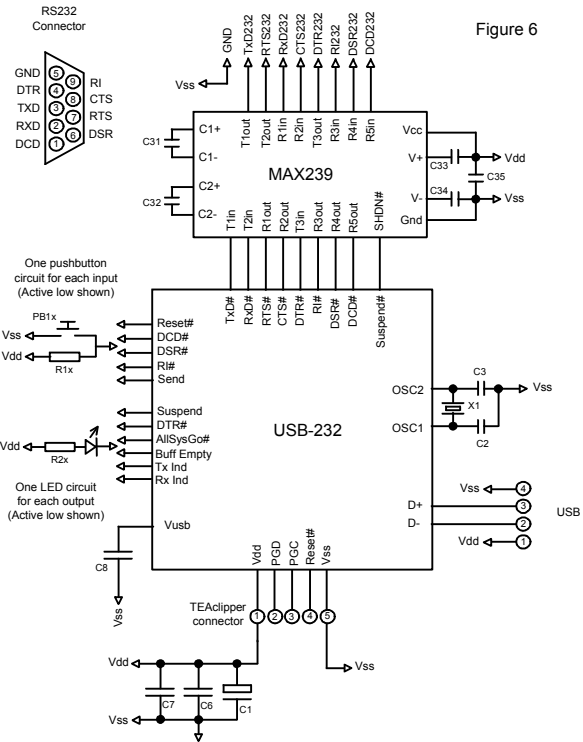 RS232
Connector
Figure 6
GND 5
DTR 4
TXD 3
RXD 2
DCD 1
9 RI
8 CTS
7 RTS
6 DSR
GND
TxD232
RTS232
RxD232
CTS232
DTR232
RI232
DSR232
DCD232
Vss
T1out
T2out
R1in
R2in
T3out
R3in
R4in
R5in
C1+
C1-
C2+
C2-
C31
C32
MAX239
Vcc
V+
V-
Gnd
C33
C34
C35
Vdd
Vss
T1in
T2in
R1out
R2out
T3in
R3out
R4out
R5out
SHDN#
One pushbutton
circuit for each input
(Active low shown)
PB1x
Vss
Vdd
R1x
TxD#
RxD#
RTS#
CTS#
DTR#
RI#
DSR#
DCD#
Suspend#
Reset#
DCD#
DSR#
RI#
Send
Suspend
DTR#
AllSysGo#
Buff Empty
Tx Ind
Rx Ind
Vdd
R2x
One LED circuit
for each output
(Active low shown)
USB-232
OSC2
OSC1
C3
X1
C2
Vss
Vusb
C8
Vss
D+
D-
Vss 4
3
2
Vdd 1
USB
Vdd
PGD
PGC
Reset#
Vss
TEAclipper
connector
1 2 3 4 5
Vdd
Vss
C7
C6
C1
Vss